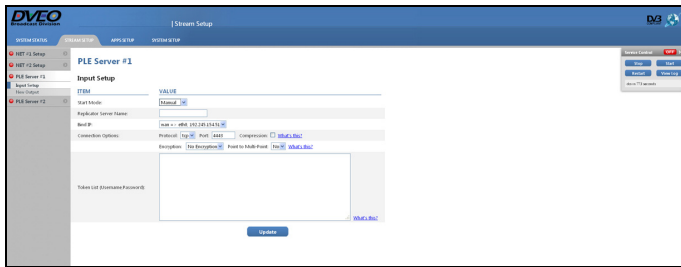 DVEO
Broadcast Division
| Stream Setup
DVB
SYSTEM STATUS STREAM SETUP APPS SETUP SYSTEM SETUP
NET #1 Setup
NET #2 Setup
PLE Server #1
Input Setup
New Output
PLE Server #2
PLE Server #1
Input Setup
ITEM VALUE
Start Mode: Manual
Replicator Server Name:
Bind IP:
Connection Options: Protocol: Port: Compression: What's this?
Encryption: No Encryption Point to Multi-Point: No What's this?
Token List (Username:Password):
What's this?
Update
Service Control OFF
Stop Start
Restart View Log